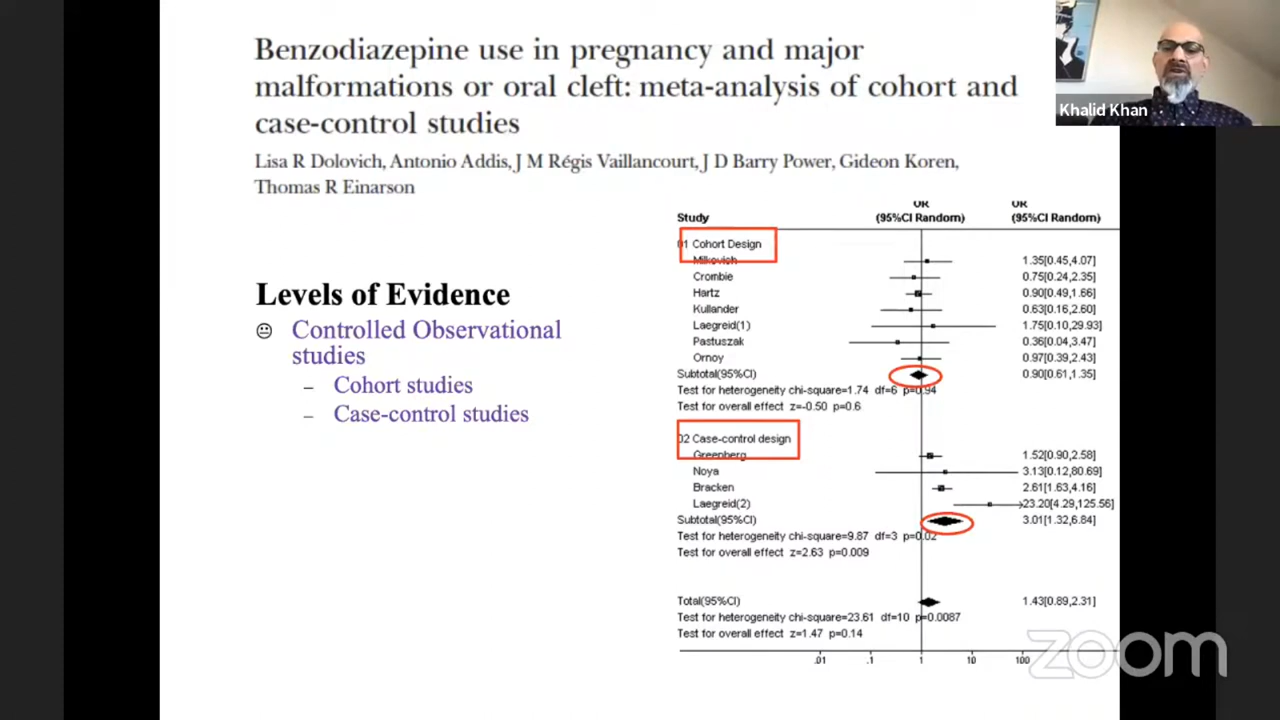 Benzodiazepine use in pregnancy and major
malformations or oral cleft: meta-analysis of cohort and
case-control studies
Lisa R Dolovich, Antonio Addis, J M Régis Vaillancourt, J D Barry Power, Gideon Koren,
Thomas R Einarson
Khalid Khan
Levels of Evidence
Controlled Observational
studies
– Cohort studies
– Case-control studies
OR OR
Study (95%CI Random) (95%CI Random)
01 Cohort Design
Milkovich 1.35[0.45,4.07]
Crombie 0.75[0.24,2.35]
Hartz 0.90[0.49,1.66]
Kullander 0.63[0.16,2.60]
Laegreid(1) 1.75[0.10,29.93]
Pastuszak 0.36[0.04,3.47]
Ornoy 0.97[0.39,2.43]
Subtotal(95%CI) 0.90[0.61,1.35]
Test for heterogeneity chi-square=1.74 df=6 p=0.94
Test for overall effect z=-0.50 p=0.6
02 Case-control design
Greenberg 1.52[0.90,2.58]
Noya 3.13[0.12,80.69]
Bracken 2.61[1.63,4.16]
Laegreid(2) 23.20[4.29,125.56]
Subtotal(95%CI) 3.01[1.32,6.84]
Test for heterogeneity chi-square=9.87 df=3 p=0.02
Test for overall effect z=2.63 p=0.009
Total(95%CI) 1.43[0.89,2.31]
Test for heterogeneity chi-square=23.61 df=10 p=0.0087
Test for overall effect z=1.47 p=0.14
.01 .1 1 10 100
zoom